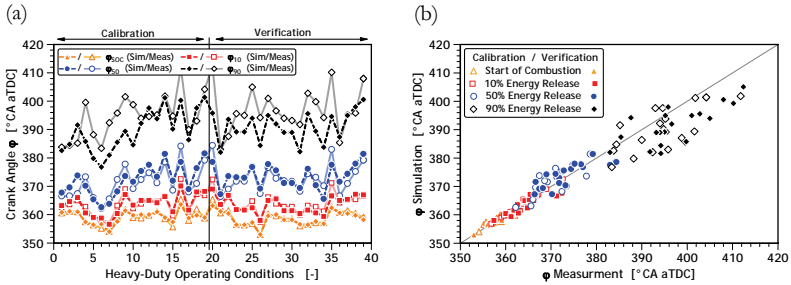 (a)
Calibration Verification
420
410
400
390
380
370
360
350
Crank Angle φ [°CA aTDC]
/ φSOC (Sim/Meas) / φ10 (Sim/Meas)
/ φ50 (Sim/Meas) / φ90 (Sim/Meas)
0 5 10 15 20 25 30 35 40
Heavy-Duty Operating Conditions [-]
(b)
420
410
400
390
380
370
360
350
φ Simulation [°CA aTDC]
Calibration / Verification
Start of Combustion
10% Energy Release
50% Energy Release
90% Energy Release
350 360 370 380 390 400 410 420
φ Measurment [°CA aTDC]